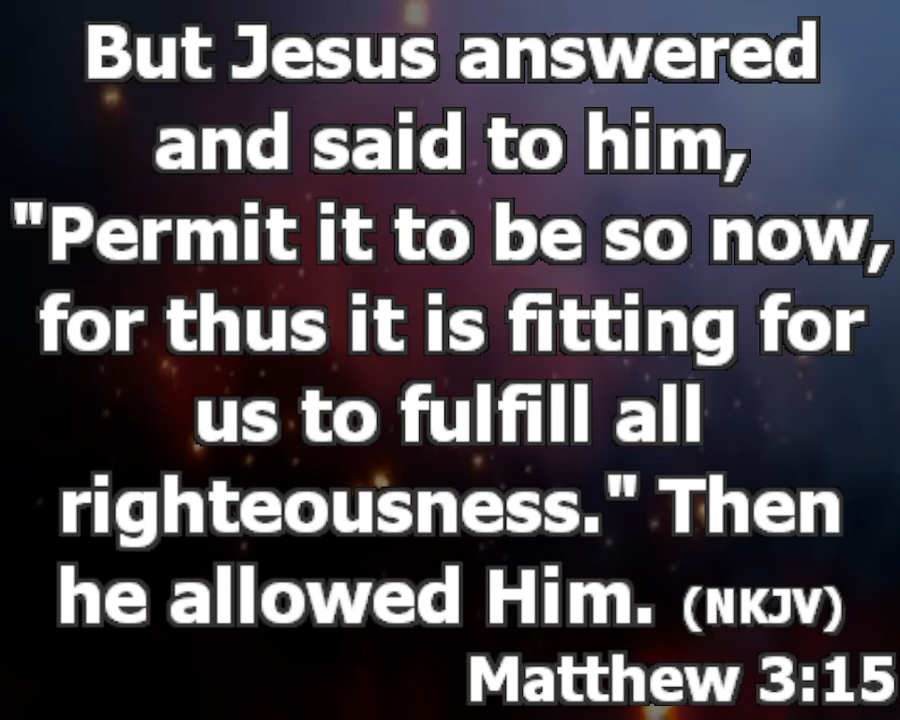 But Jesus answered
and said to him,
"Permit it to be so now,
for thus it is fitting for
us to fulfill all
righteousness." Then
he allowed Him. (NKJV)
Matthew 3:15